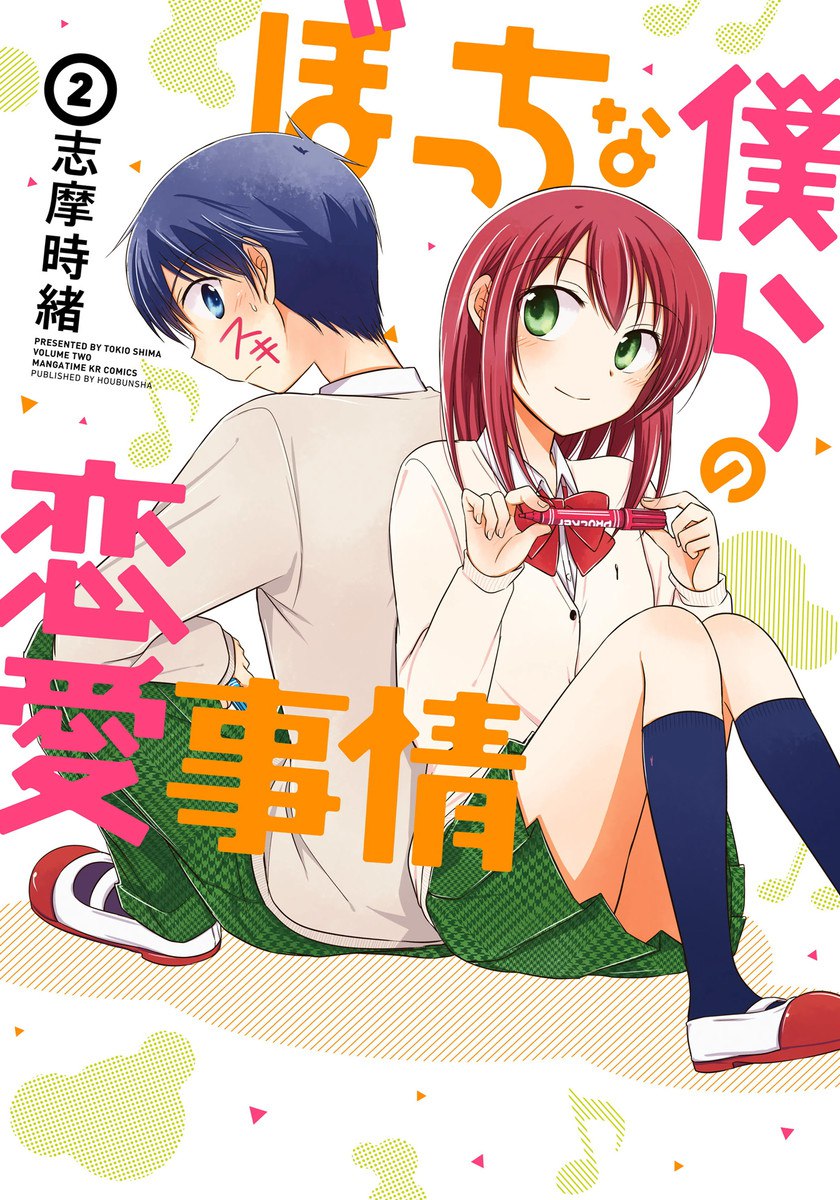 僕らの
ぼっちな
恋愛
事情
2
志摩時緒
PRESENTED BY TOKIO SHIMA
VOLUME TWO
MANGATIME KR COMICS
PUBLISHED BY HOUBUNSHA
スキ